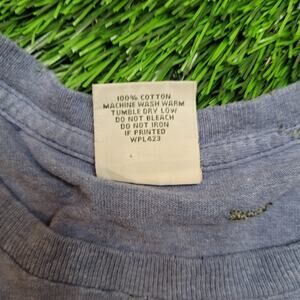 100% COTTON
MACHINE WASH WARM
TUMBLE DRY LOW
DO NOT BLEACH
DO NOT IRON
IF PRINTED
WPL423